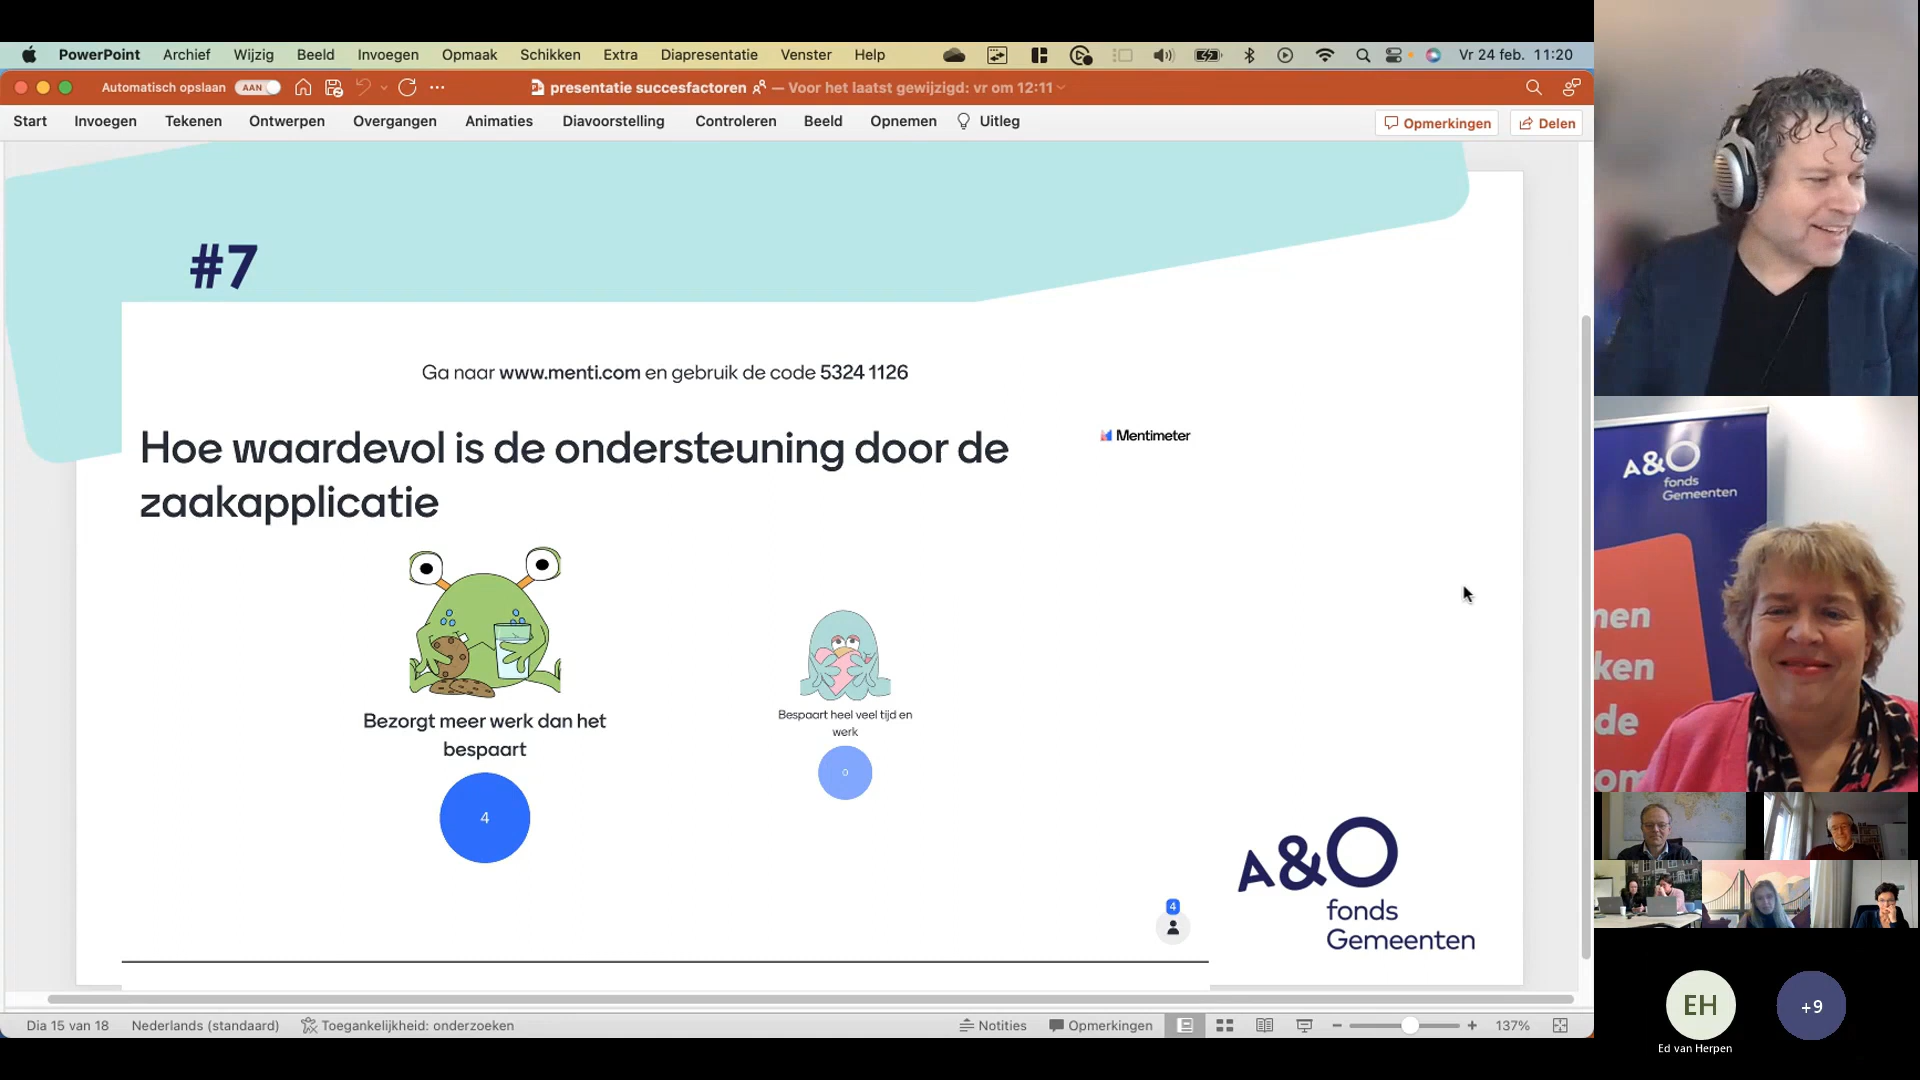 PowerPoint Archief Wijzig Beeld Invoegen Opmaak Schikken Extra Diapresentatie Venster Help Vr 24 feb. 11:20
Automatisch opslaan AAN presentatie succesfactoren — Voor het laatst gewijzigd: vr om 12:11
Start Invoegen Tekenen Ontwerpen Overgangen Animaties Diavoorstelling Controleren Beeld Opnemen Uitleg Opmerkingen Delen
#7
Ga naar www.menti.com en gebruik de code 5324 1126
Hoe waardevol is de ondersteuning door de
zaakapplicatie
Mentimeter
Bezorgt meer werk dan het
bespaart
4
Bespaart heel veel tijd en
werk
0
4
A&O
fonds
Gemeenten
Dia 15 van 18 Nederlands (standaard) Toegankelijkheid: onderzoeken Notities Opmerkingen 137%
A&O
fonds
Gemeenten
men
ken
de
om
EH
+9
Ed van Herpen